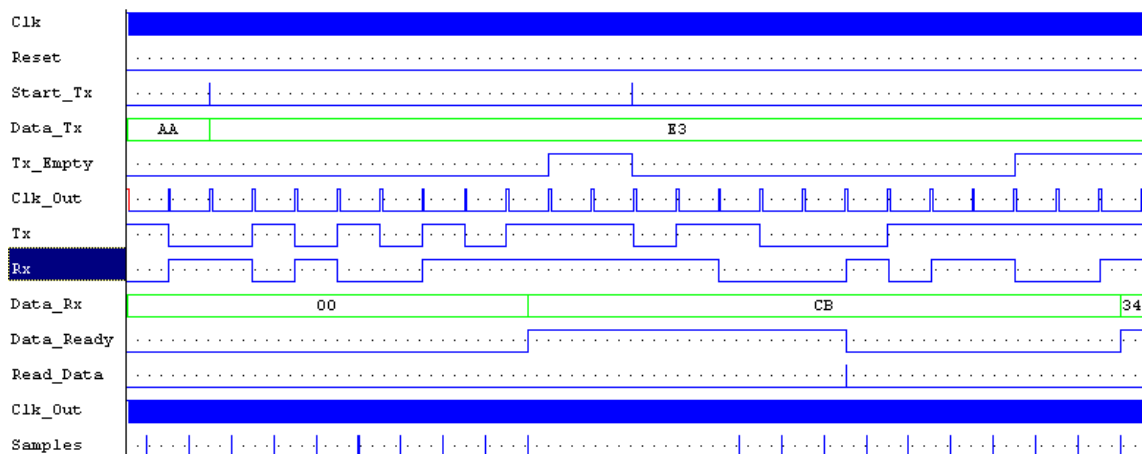 Clk
Reset
Start_Tx
Data_Tx AA E3
Tx_Empty
Clk_Out
Tx
Rx
Data_Rx 00 CB 34
Data_Ready
Read_Data
Clk_Out
Samples